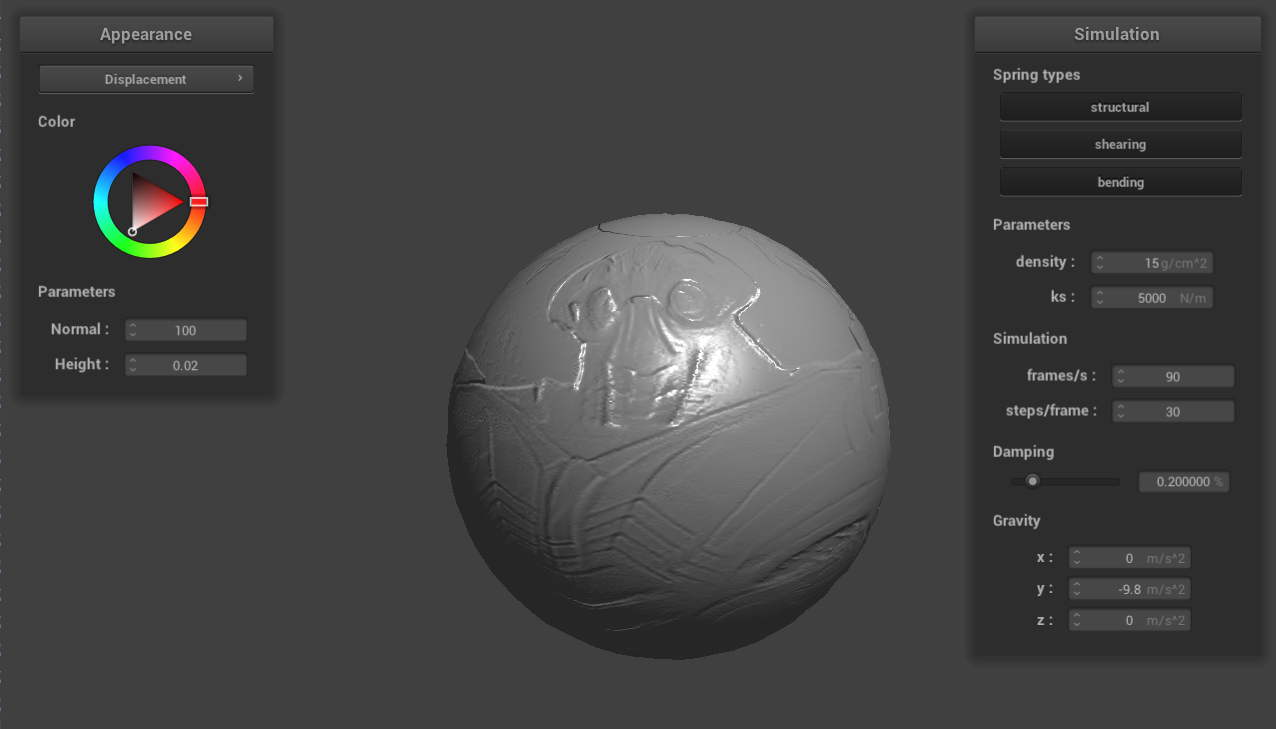 Appearance
Displacement
Color
Parameters
Normal : 100
Height : 0.02
Simulation
Spring types
structural
shearing
bending
Parameters
density : 15 g/cm^2
ks : 5000 N/m
Simulation
frames/s : 90
steps/frame : 30
Damping
0.200000 %
Gravity
x : 0 m/s^2
y : -9.8 m/s^2
z : 0 m/s^2